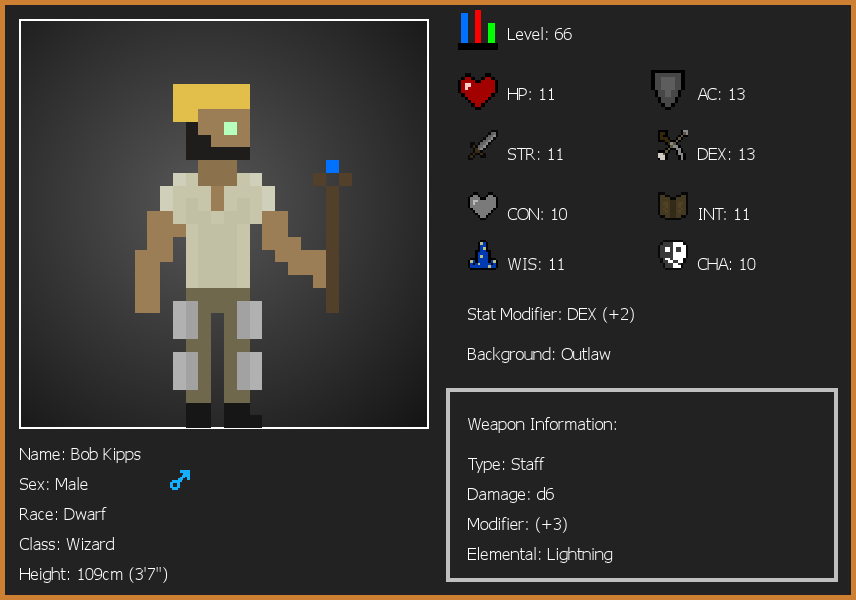 Level: 66
HP: 11
AC: 13
STR: 11
DEX: 13
CON: 10
INT: 11
WIS: 11
CHA: 10
Stat Modifier: DEX (+2)
Background: Outlaw
Weapon Information:
Type: Staff
Damage: d6
Modifier: (+3)
Elemental: Lightning
Name: Bob Kipps
Sex: Male
Race: Dwarf
Class: Wizard
Height: 109cm (3'7")